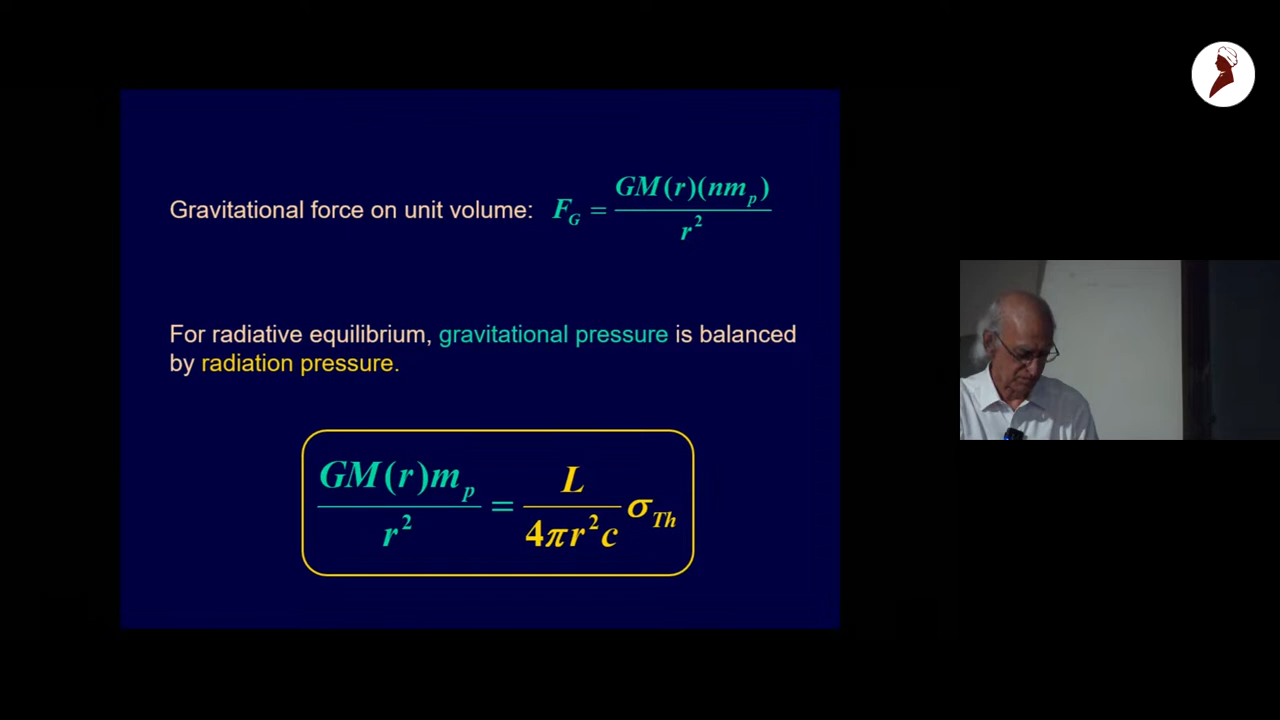 Gravitational force on unit volume: F_G = GM(r)(nm_p) / r^2
For radiative equilibrium, gravitational pressure is balanced
by radiation pressure.
GM(r)m_p / r^2 = L / 4πr^2c σ_Th